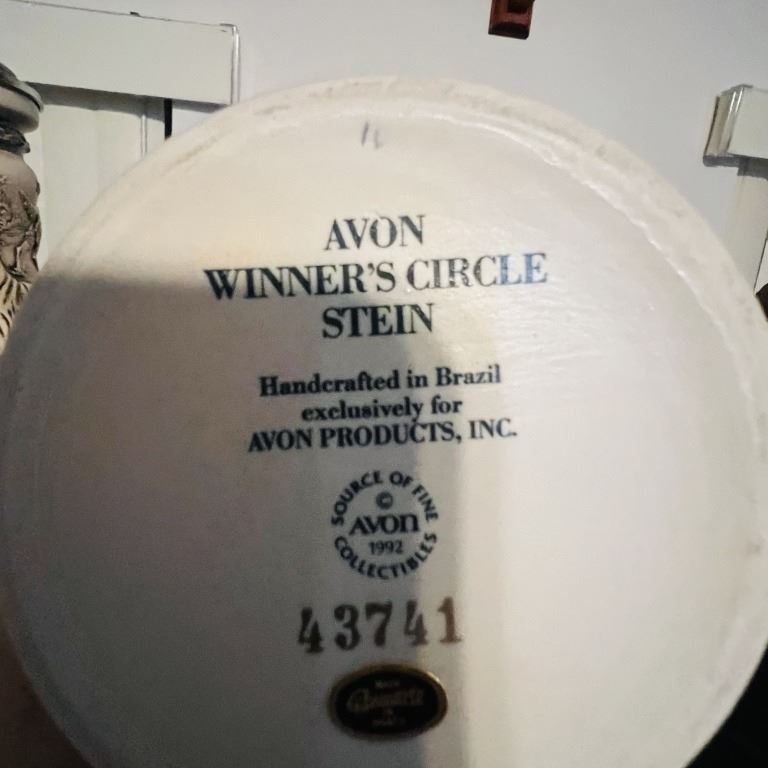 AVON
WINNER'S CIRCLE
STEIN
Handcrafted in Brazil
exclusively for
AVON PRODUCTS, INC.
SOURCE OF FINE
©
AVON
1992
COLLECTIBLES
43741